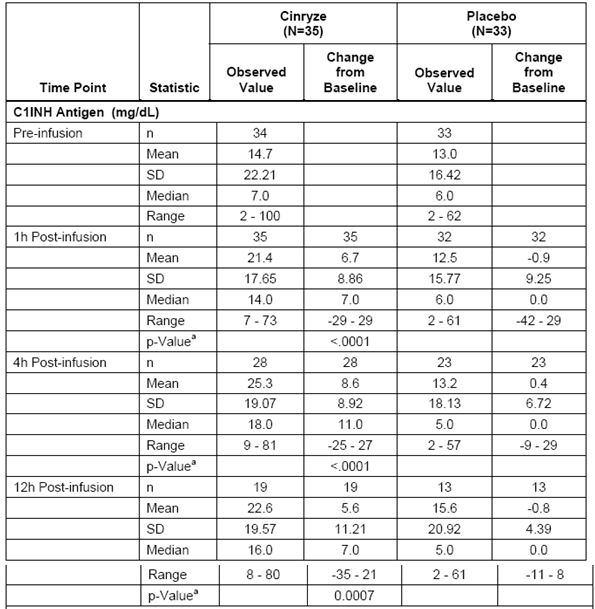 Cinryze Placebo
(N=35) (N=33)
Time Point Statistic Observed Value Change from Baseline Observed Value Change from Baseline
C1INH Antigen (mg/dL)
Pre-infusion n 34 33
Mean 14.7 13.0
SD 22.21 16.42
Median 7.0 6.0
Range 2 - 100 2 - 62
1h Post-infusion n 35 35 32 32
Mean 21.4 6.7 12.5 -0.9
SD 17.65 8.86 15.77 9.25
Median 14.0 7.0 6.0 0.0
Range 7 - 73 -29 - 29 2 - 61 -42 - 29
p-Valueª <.0001
4h Post-infusion n 28 28 23 23
Mean 25.3 8.6 13.2 0.4
SD 19.07 8.92 18.13 6.72
Median 18.0 11.0 5.0 0.0
Range 9 - 81 -25 - 27 2 - 57 -9 - 29
p-Valueª <.0001
12h Post-infusion n 19 19 13 13
Mean 22.6 5.6 15.6 -0.8
SD 19.57 11.21 20.92 4.39
Median 16.0 7.0 5.0 0.0
Range 8 - 80 -35 - 21 2 - 61 -11 - 8
p-Valueª 0.0007